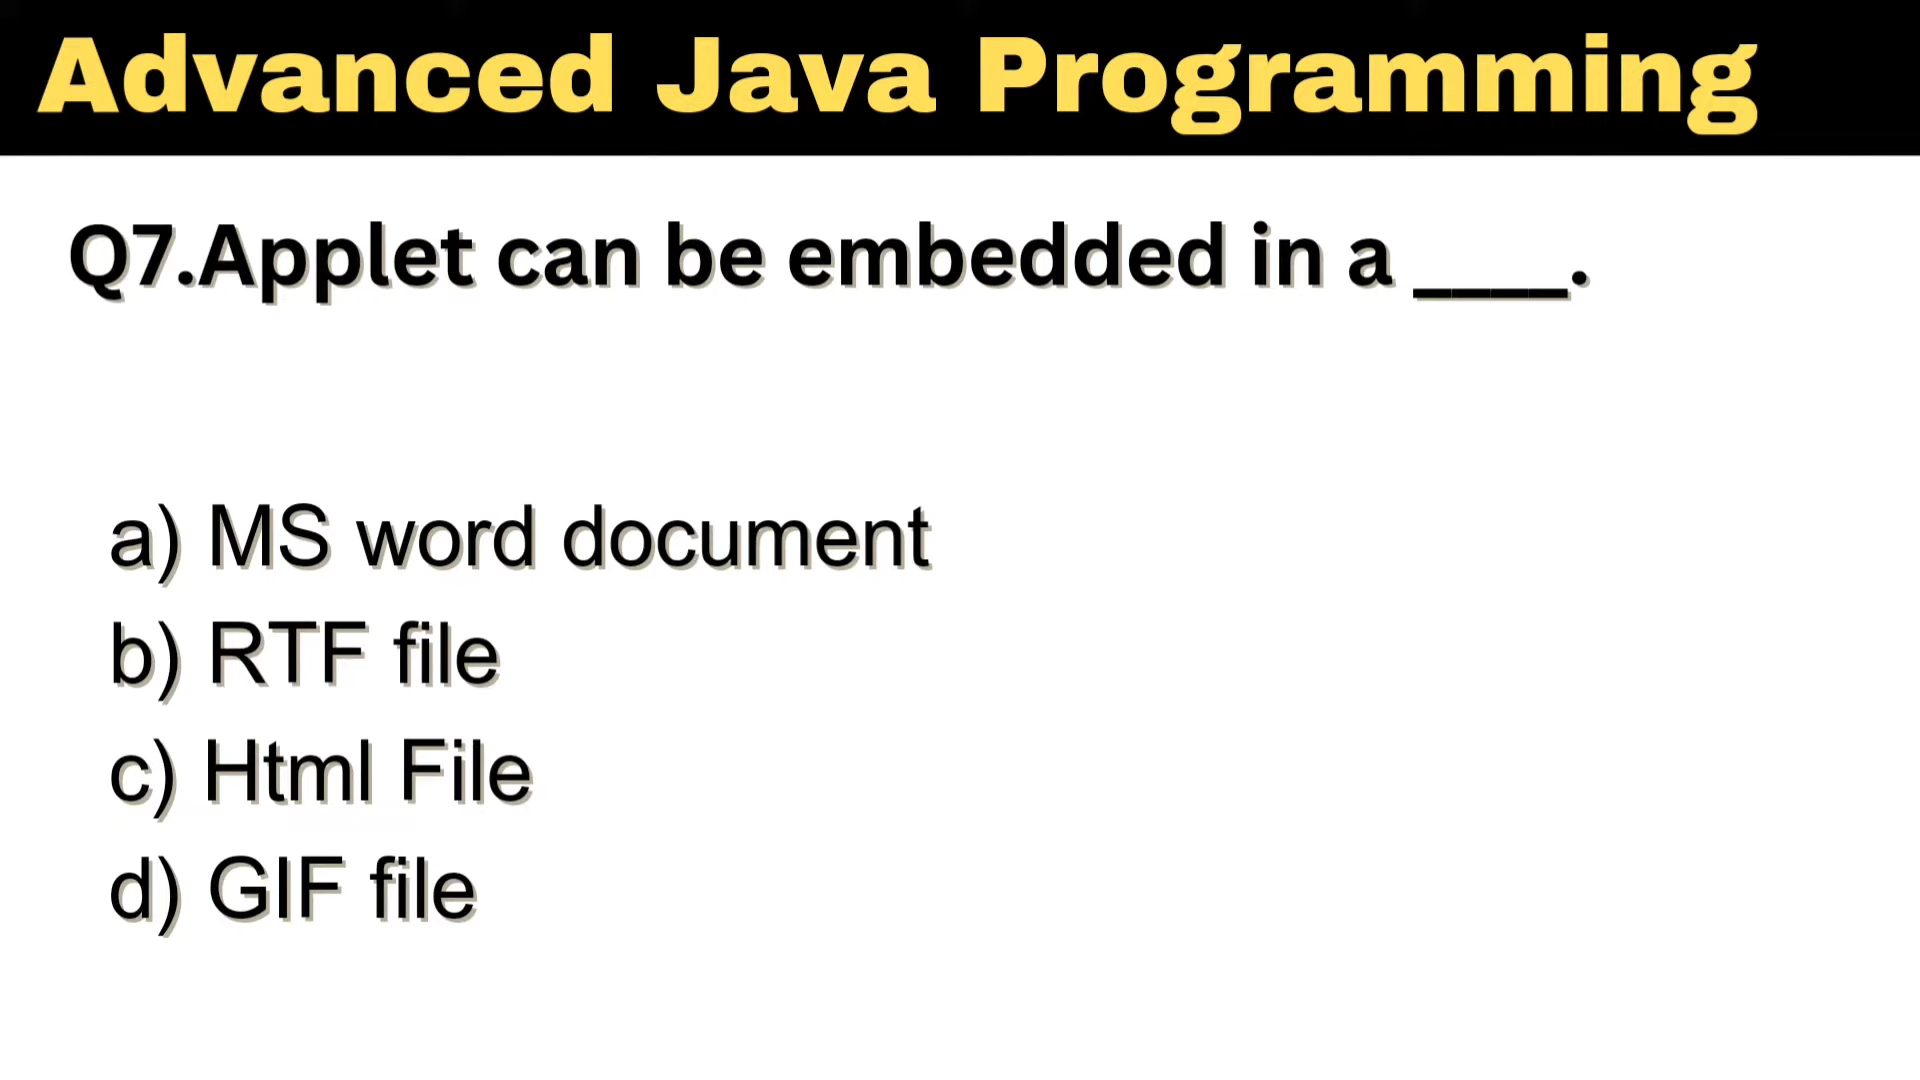 Advanced Java Programming
Q7.Applet can be embedded in a ____.
a) MS word document
b) RTF file
c) Html File
d) GIF file